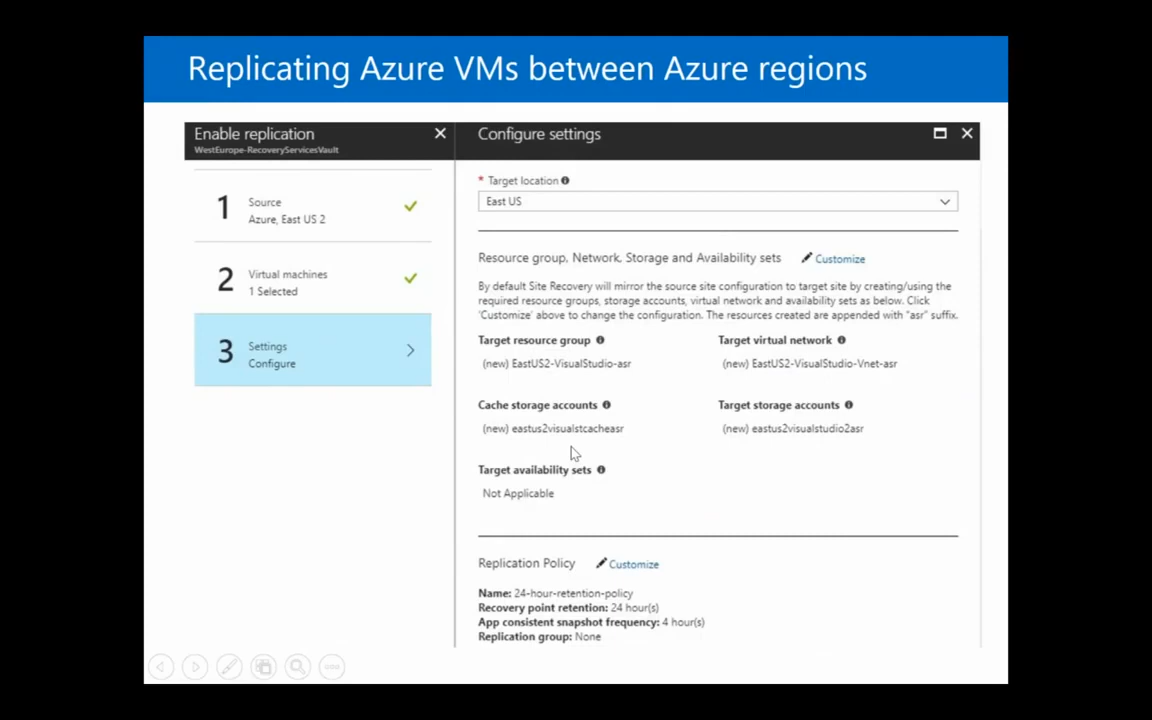 Replicating Azure VMs between Azure regions
Enable replication
WestEurope-RecoveryServicesVault
1
Source
Azure, East US 2
2
Virtual machines
1 Selected
3
Settings
Configure
Configure settings
* Target location
East US
Resource group, Network, Storage and Availability sets Customize
By default Site Recovery will mirror the source site configuration to target site by creating/using the
required resource groups, storage accounts, virtual network and availability sets as below. Click
'Customize' above to change the configuration. The resources created are appended with "asr" suffix.
Target resource group
(new) EastUS2-VisualStudio-asr
Target virtual network
(new) EastUS2-VisualStudio-Vnet-asr
Cache storage accounts
(new) eastus2visualstcacheasr
Target storage accounts
(new) eastus2visualstudio2asr
Target availability sets
Not Applicable
Replication Policy Customize
Name: 24-hour-retention-policy
Recovery point retention: 24 hour(s)
App consistent snapshot frequency: 4 hour(s)
Replication group: None